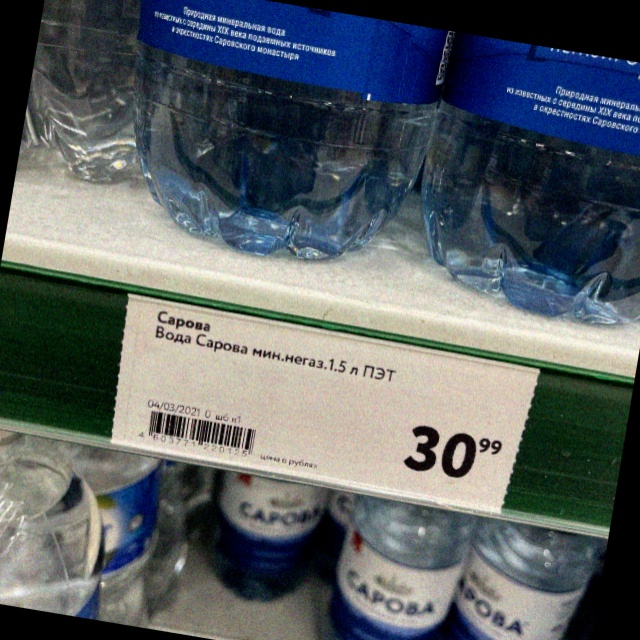 Природная минеральная вода
известных с середины XIX века подземных источников
в окрестностях Саровского монастыря
Природная минераль
из известных с середины XIX века по
в окрестностях Саровского
Сарова
Вода Сарова мин.негаз.1.5 л ПЭТ
04/03/2021 0
30 99
цена в рублях
САРОВА
САРОВА
РОВА